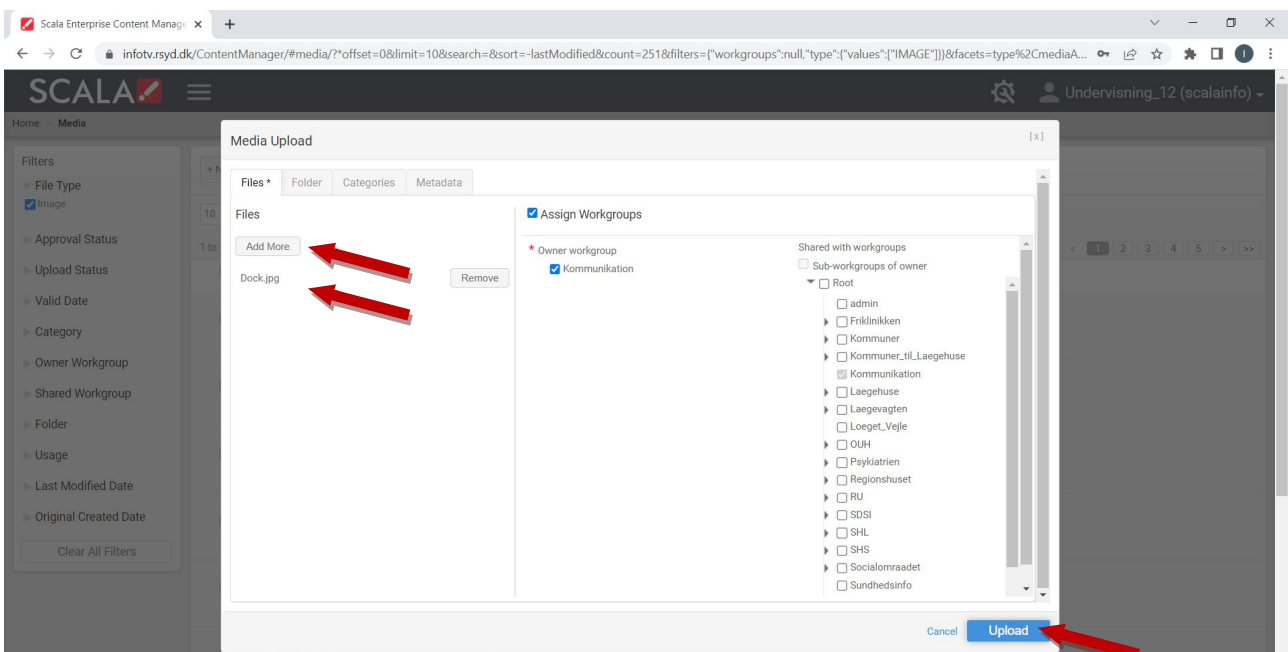 Scala Enterprise Content Manage
infotv.rsyd.dk/ContentManager/#media/?*offset=0&limit=10&search=&sort=-lastModified&count=251&filters={"workgroups":null,"type":{"values":["IMAGE"]}}&facets=type%2CmediaA...
SCALA
Undervisning_12 (scalainfo)
Home
Media
Filters
File Type
Image
Approval Status
Upload Status
Valid Date
Category
Owner Workgroup
Shared Workgroup
Folder
Usage
Last Modified Date
Original Created Date
Clear All Filters
+ N
10
1 to
< 1 2 3 4 5 > >>
Media Upload
[x]
Files * Folder Categories Metadata
Files
Add More
Dock.jpg
Remove
Assign Workgroups
* Owner workgroup
Kommunikation
Shared with workgroups
Sub-workgroups of owner
Root
admin
Friklinikken
Kommuner
Kommuner_til_Laegehuse
Kommunikation
Laegehuse
Laegevagten
Loeget_Vejle
OUH
Psykiatrien
Regionshuset
RU
SDSI
SHL
SHS
Socialomraadet
Sundhedsinfo
Cancel
Upload